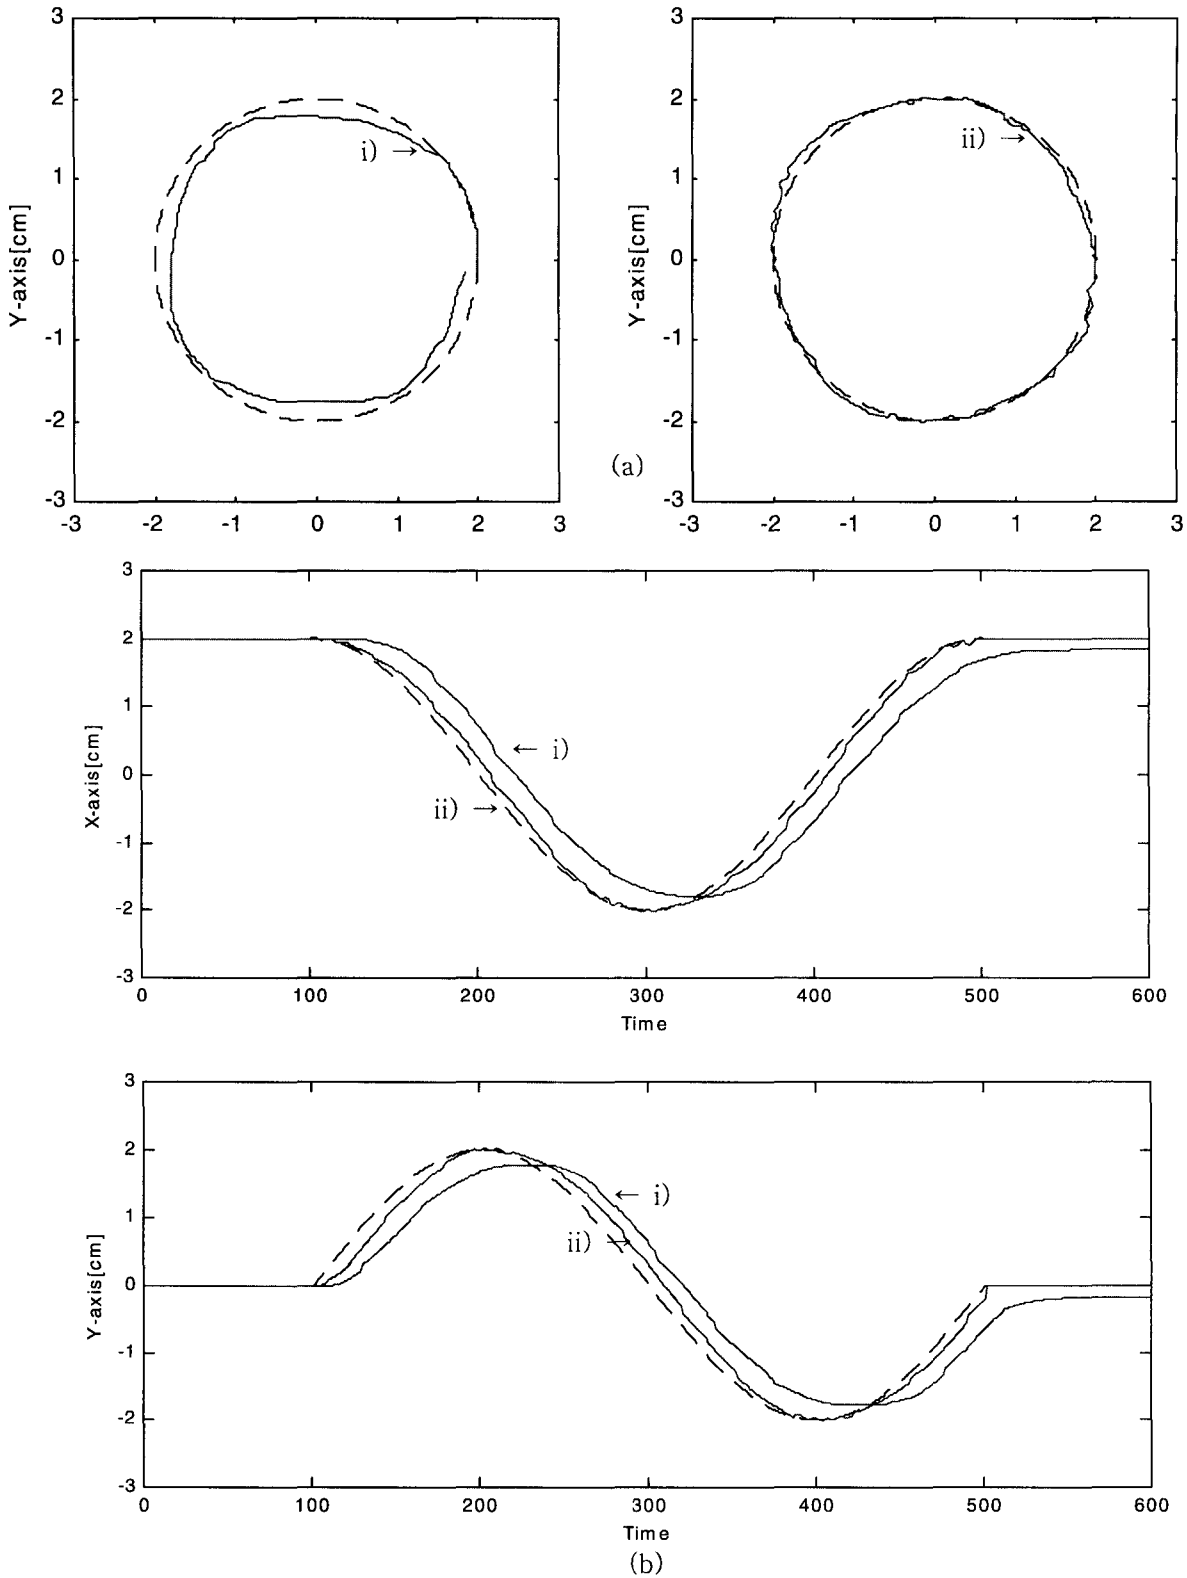 3
2
1
0
-1
-2
-3
Y-axis[cm]
i) →
-3 -2 -1 0 1 2 3
3
2
1
0
-1
-2
-3
Y-axis[cm]
ii) →
-3 -2 -1 0 1 2 3
(a)
3
2
1
0
-1
-2
-3
X-axis[cm]
← i)
ii) →
0 100 200 300 400 500 600
Time
3
2
1
0
-1
-2
-3
Y-axis[cm]
← i)
ii) →
0 100 200 300 400 500 600
Time
(b)